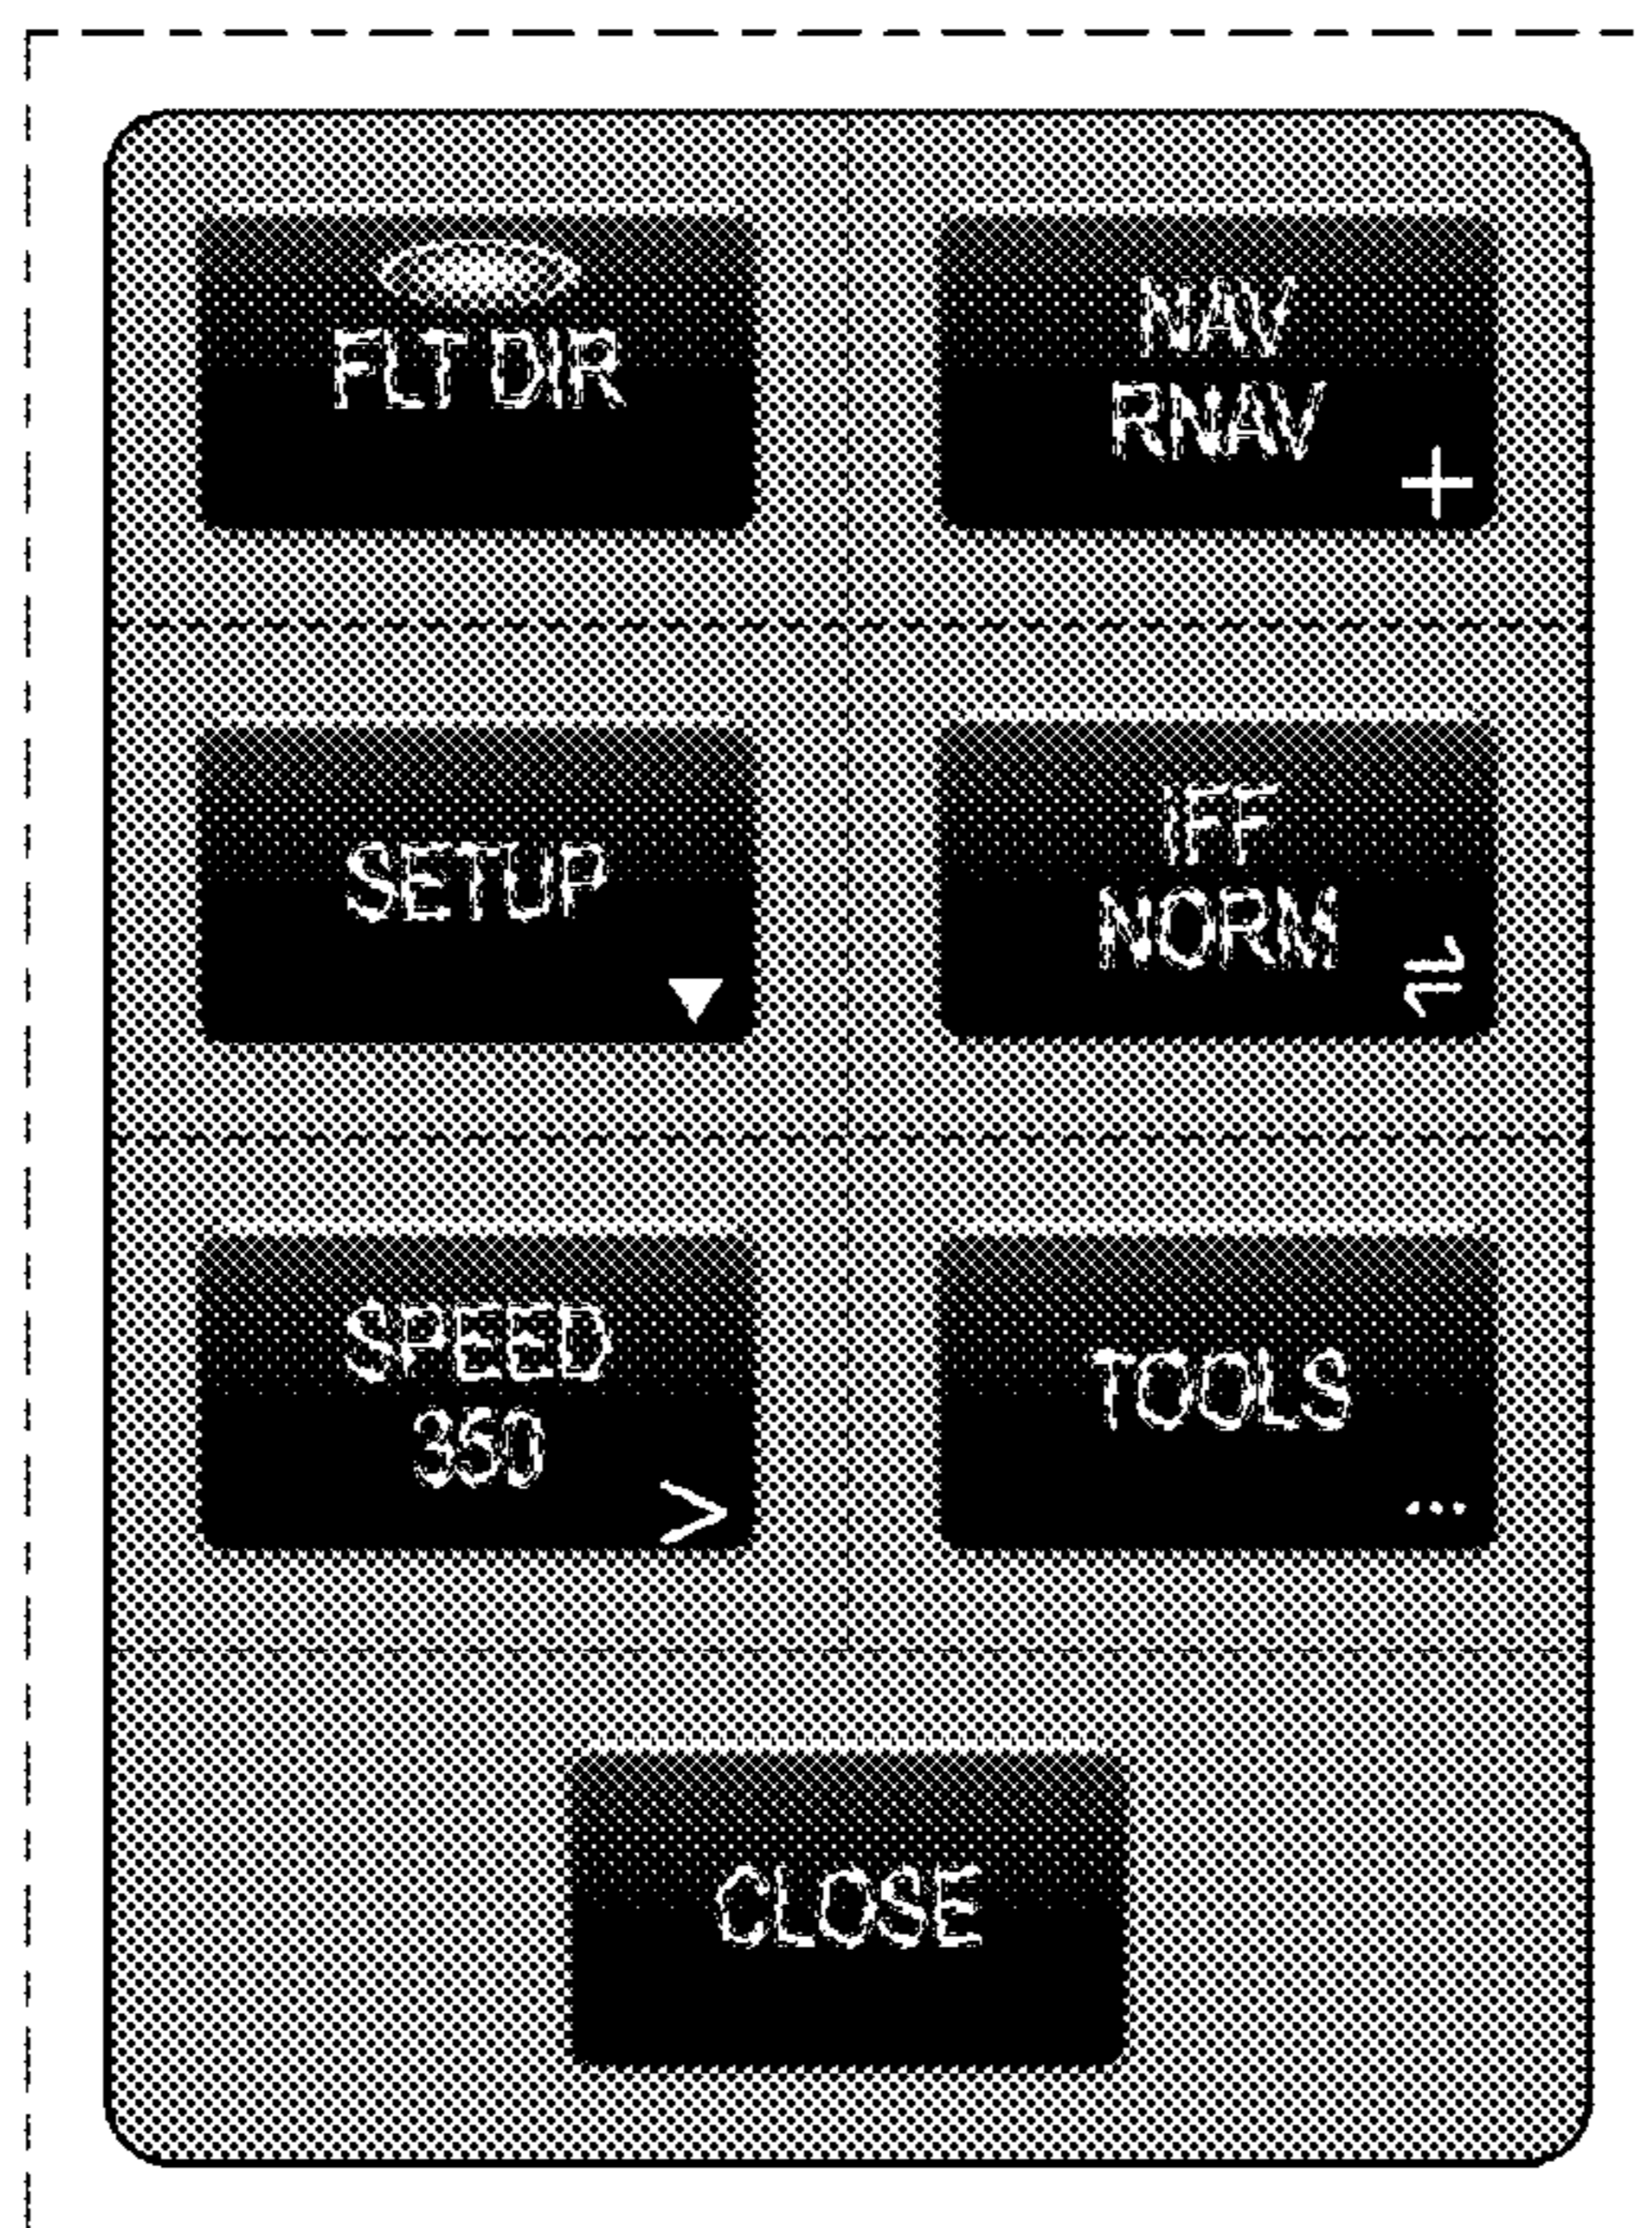 FLT DIR
NAV
RNAV
+
SETUP
IFF
NORM
⇌
SPEED
350
>
TOOLS
...
CLOSE